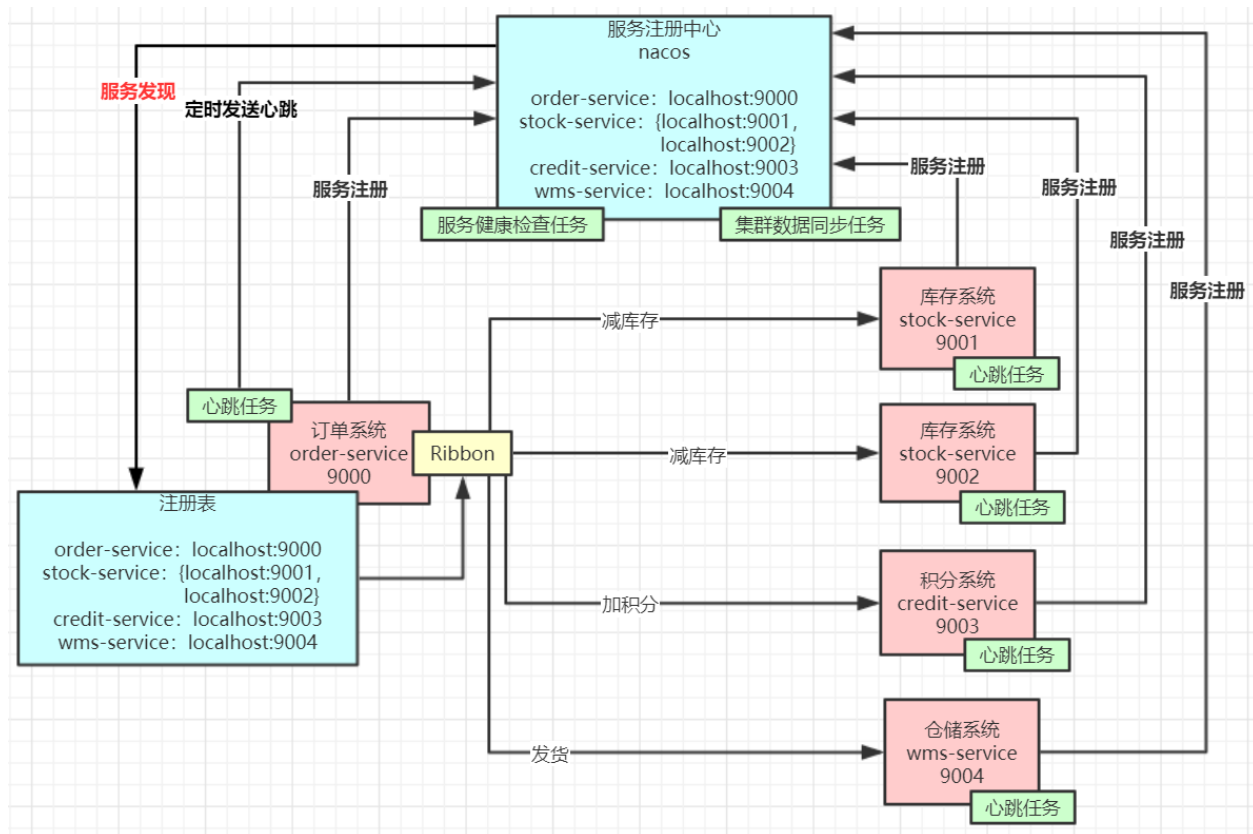 服务注册中心
nacos
order-service：localhost:9000
stock-service：{localhost:9001，
localhost:9002}
credit-service：localhost:9003
wms-service：localhost:9004
服务健康检查任务
集群数据同步任务
服务发现
定时发送心跳
服务注册
服务注册
服务注册
服务注册
服务注册
库存系统
stock-service
9001
心跳任务
减库存
心跳任务
订单系统
order-service
9000
Ribbon
减库存
库存系统
stock-service
9002
心跳任务
注册表
order-service：localhost:9000
stock-service：{localhost:9001，
localhost:9002}
credit-service：localhost:9003
wms-service：localhost:9004
加积分
积分系统
credit-service
9003
心跳任务
发货
仓储系统
wms-service
9004
心跳任务